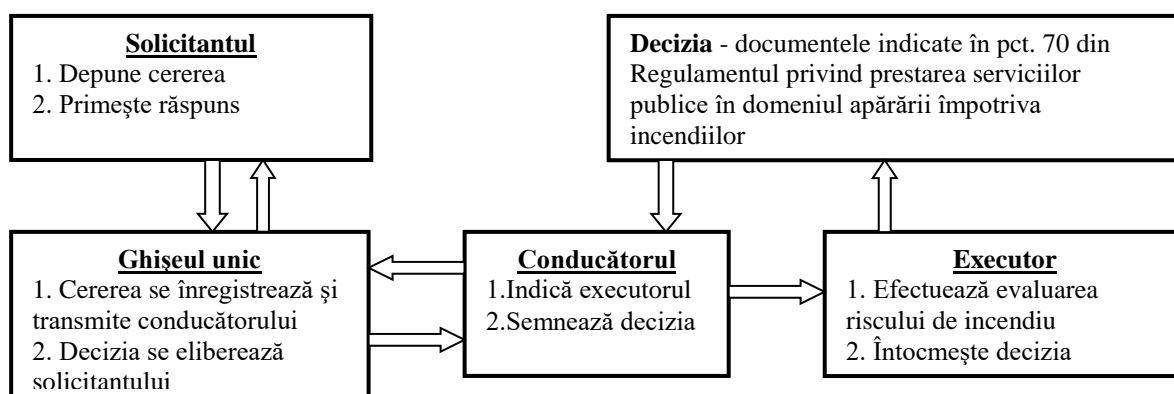 Solicitantul
1. Depune cererea
2. Primeşte răspuns
Decizia - documentele indicate în pct. 70 din
Regulamentul privind prestarea serviciilor
publice în domeniul apărării împotriva
incendiilor
Ghişeul unic
1. Cererea se înregistrează şi
transmite conducătorului
2. Decizia se eliberează
solicitantului
Conducătorul
1.Indică executorul
2.Semnează decizia
Executor
1. Efectuează evaluarea
riscului de incendiu
2. Întocmeşte decizia